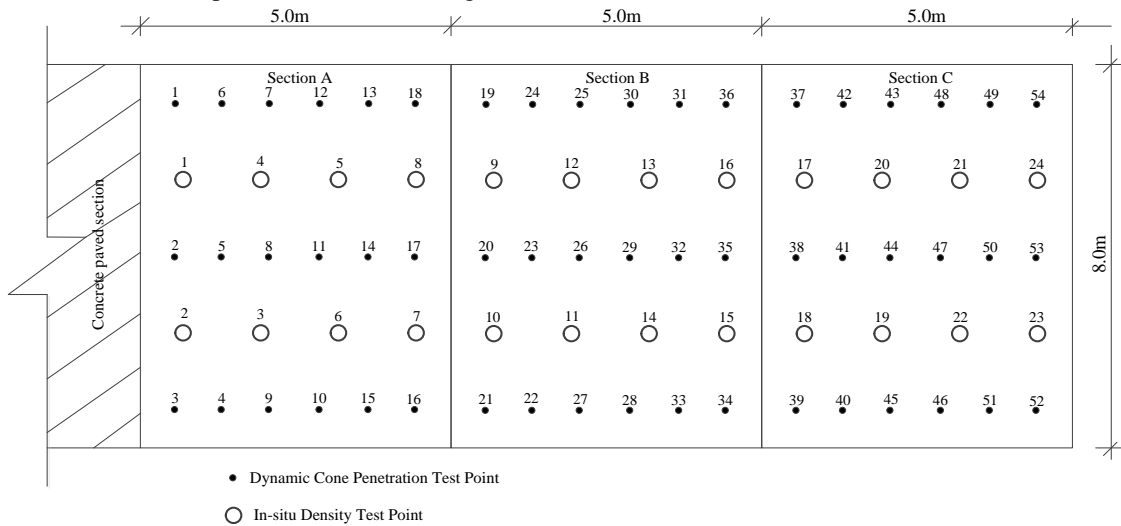 5.0m 5.0m 5.0m
Section A Section B Section C
1 6 7 12 13 18 19 24 25 30 31 36 37 42 43 48 49 54
1 4 5 8 9 12 13 16 17 20 21 24
Concrete paved section
2 5 8 11 14 17 20 23 26 29 32 35 38 41 44 47 50 53
8.0m
2 3 6 7 10 11 14 15 18 19 22 23
3 4 9 10 15 16 21 22 27 28 33 34 39 40 45 46 51 52
Dynamic Cone Penetration Test Point
In-situ Density Test Point